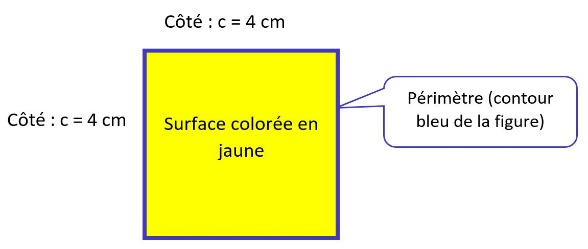 Côté : c = 4 cm
Côté : c = 4 cm
Surface colorée en
jaune
Périmètre (contour
bleu de la figure)